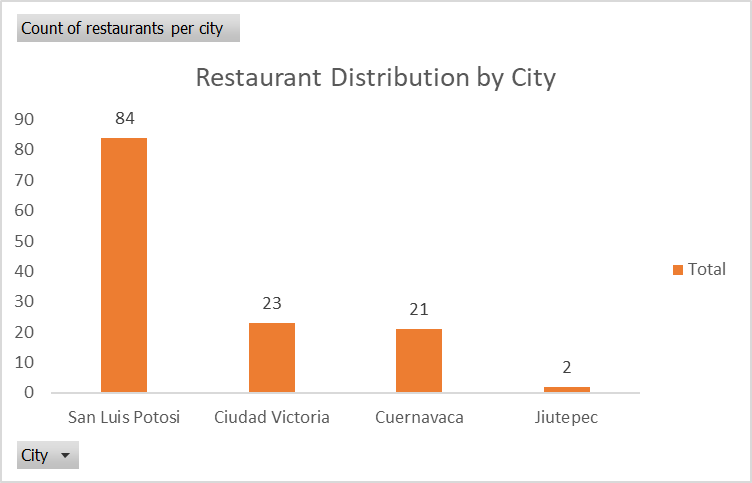 Count of restaurants per city
Restaurant Distribution by City
90
80
70
60
50
40
30
20
10
0
84
23
21
2
San Luis Potosi
Ciudad Victoria
Cuernavaca
Jiutepec
Total
City